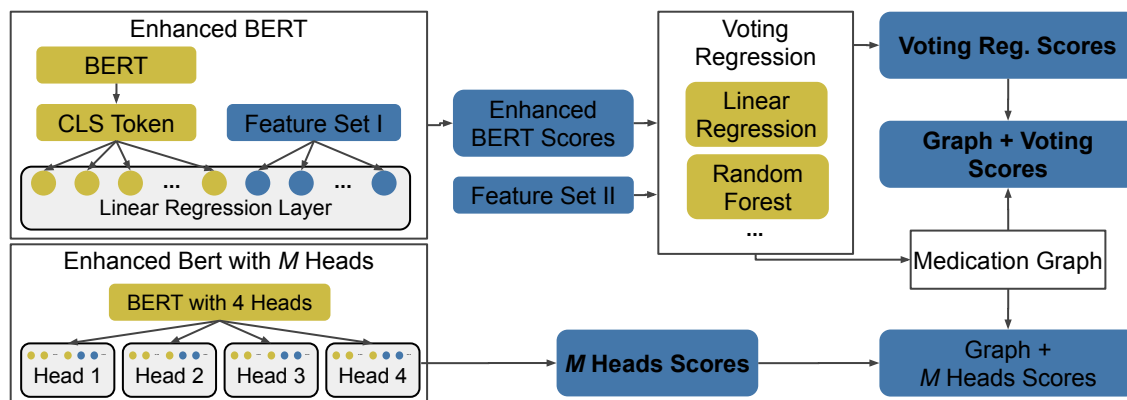 Enhanced BERT
BERT
CLS Token
Feature Set I
...
...
Linear Regression Layer
Enhanced Bert with M Heads
BERT with 4 Heads
Head 1
Head 2
Head 3
Head 4
Enhanced
BERT Scores
Feature Set II
Voting
Regression
Linear
Regression
Random
Forest
...
Voting Reg. Scores
Graph + Voting
Scores
Medication Graph
M Heads Scores
Graph +
M Heads Scores